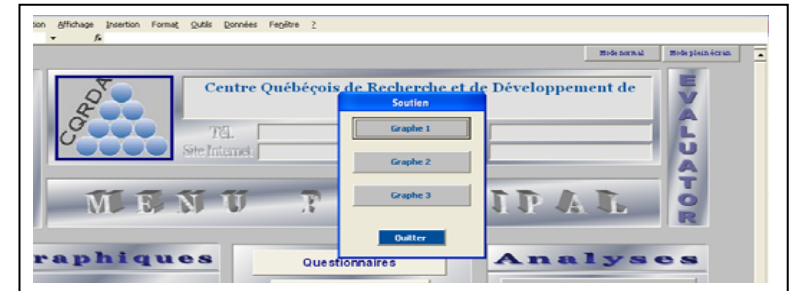 Affichage Insertion Format Outils Données Fenêtre ?
fx
Mode normal Mode plein écran
CQRDA
Centre Québécois de Recherche et de Développement de
Soutien
Graphe 1
Tél.
Site Internet
Graphe 2
Graphe 3
Quitter
EVALUATOR
MENU P IPAL
raphiques
Questionnaires
Analyses